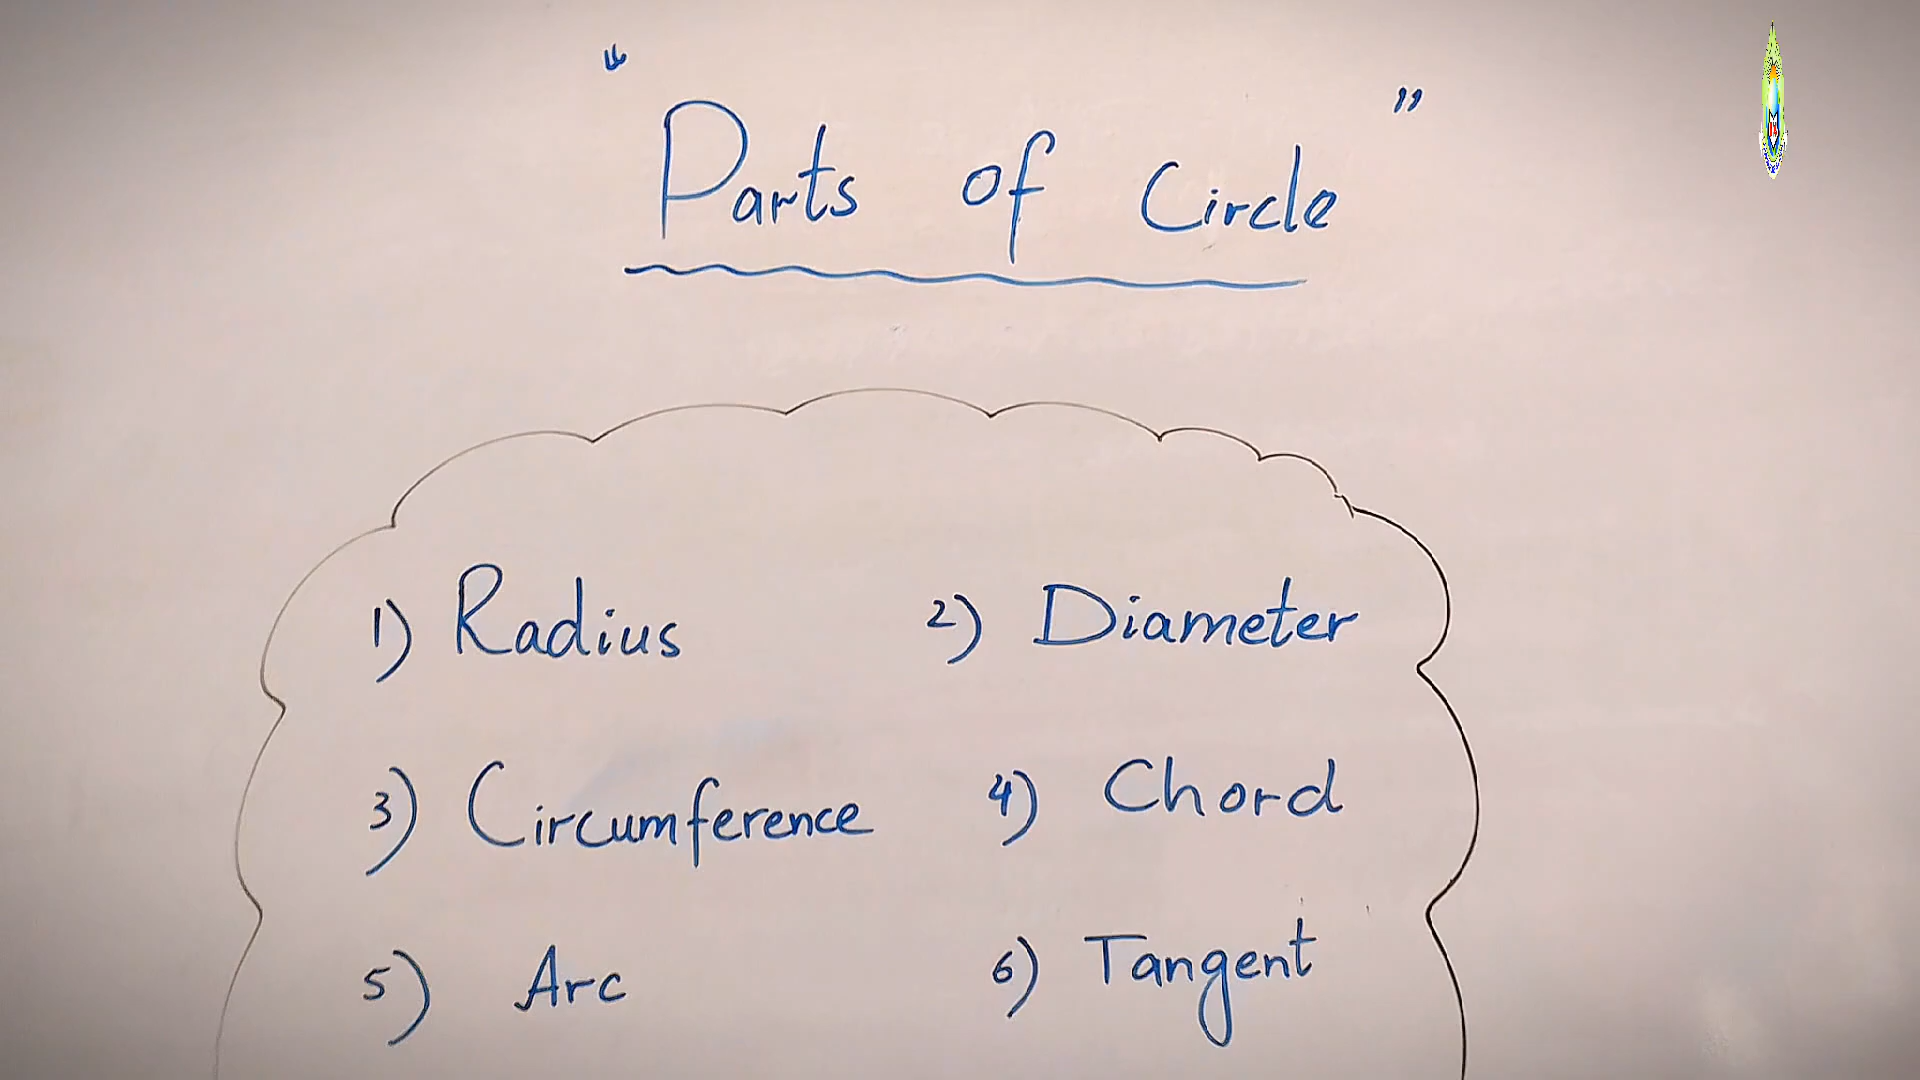 "Parts of Circle"
1) Radius 2) Diameter
3) Circumference 4) Chord
5) Arc 6) Tangent